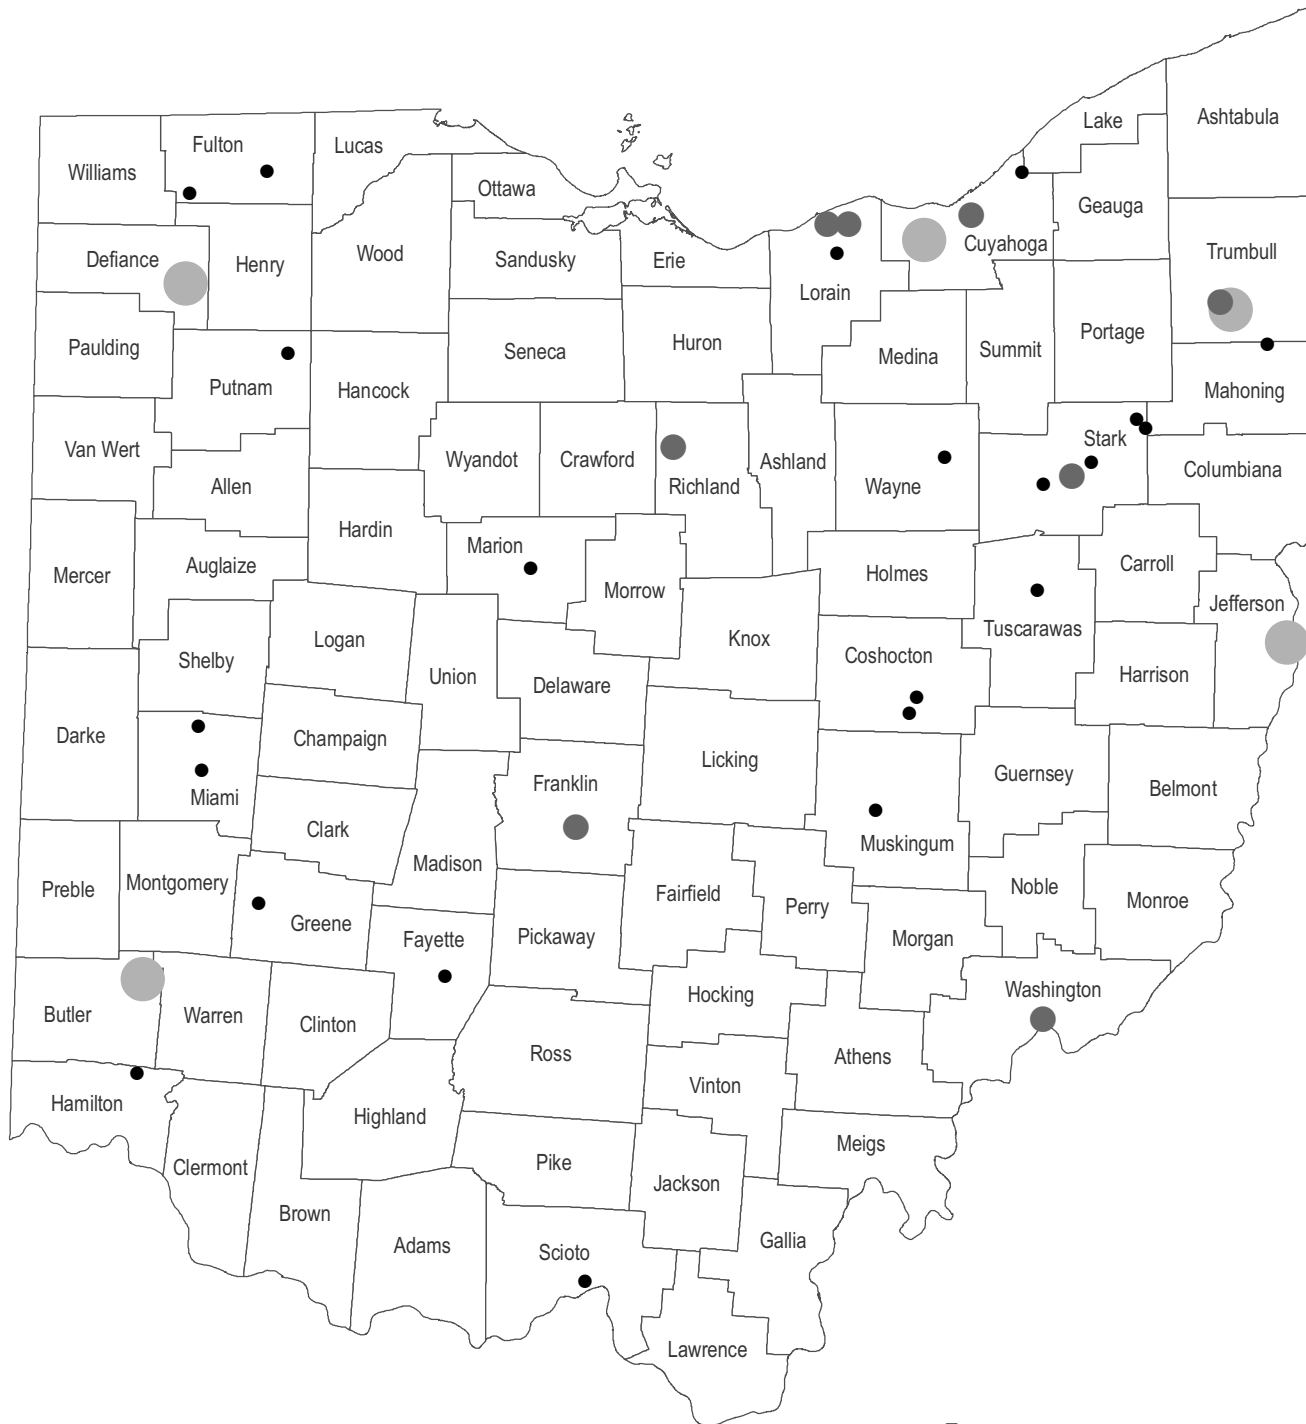 Lake
Ashtabula
Fulton
Lucas
Williams
Ottawa
Geauga
Cuyahoga
Trumbull
Defiance
Henry
Wood
Sandusky
Erie
Lorain
Paulding
Putnam
Seneca
Huron
Medina
Summit
Portage
Hancock
Mahoning
Van Wert
Allen
Wyandot
Crawford
Richland
Ashland
Wayne
Stark
Columbiana
Hardin
Marion
Mercer
Auglaize
Morrow
Holmes
Carroll
Jefferson
Tuscarawas
Logan
Knox
Shelby
Union
Coshocton
Delaware
Harrison
Darke
Champaign
Licking
Guernsey
Belmont
Miami
Franklin
Clark
Muskingum
Madison
Preble
Montgomery
Fairfield
Perry
Noble
Monroe
Greene
Fayette
Pickaway
Morgan
Butler
Warren
Clinton
Hocking
Washington
Ross
Athens
Vinton
Hamilton
Highland
Meigs
Clermont
Pike
Jackson
Brown
Adams
Scioto
Gallia
Lawrence